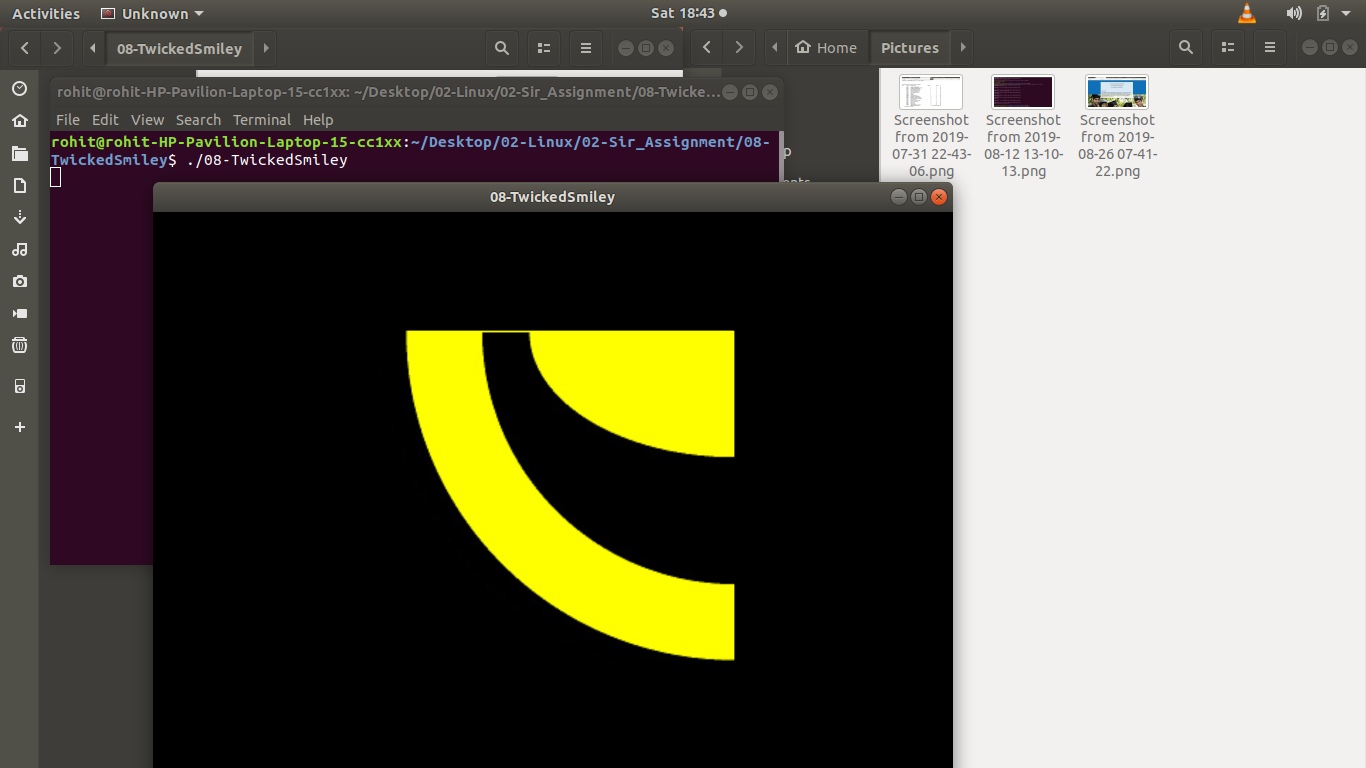 Activities
Unknown
Sat 18:43
08-TwickedSmiley
Home
Pictures
rohit@rohit-HP-Pavilion-Laptop-15-cc1xx: ~/Desktop/02-Linux/02-Sir_Assignment/08-Twicke...
File Edit View Search Terminal Help
rohit@rohit-HP-Pavilion-Laptop-15-cc1xx:~/Desktop/02-Linux/02-Sir_Assignment/08-
TwickedSmiley$ ./08-TwickedSmiley
08-TwickedSmiley
Screenshot
from 2019-
07-31 22-43-
06.png
Screenshot
from 2019-
08-12 13-10-
13.png
Screenshot
from 2019-
08-26 07-41-
22.png